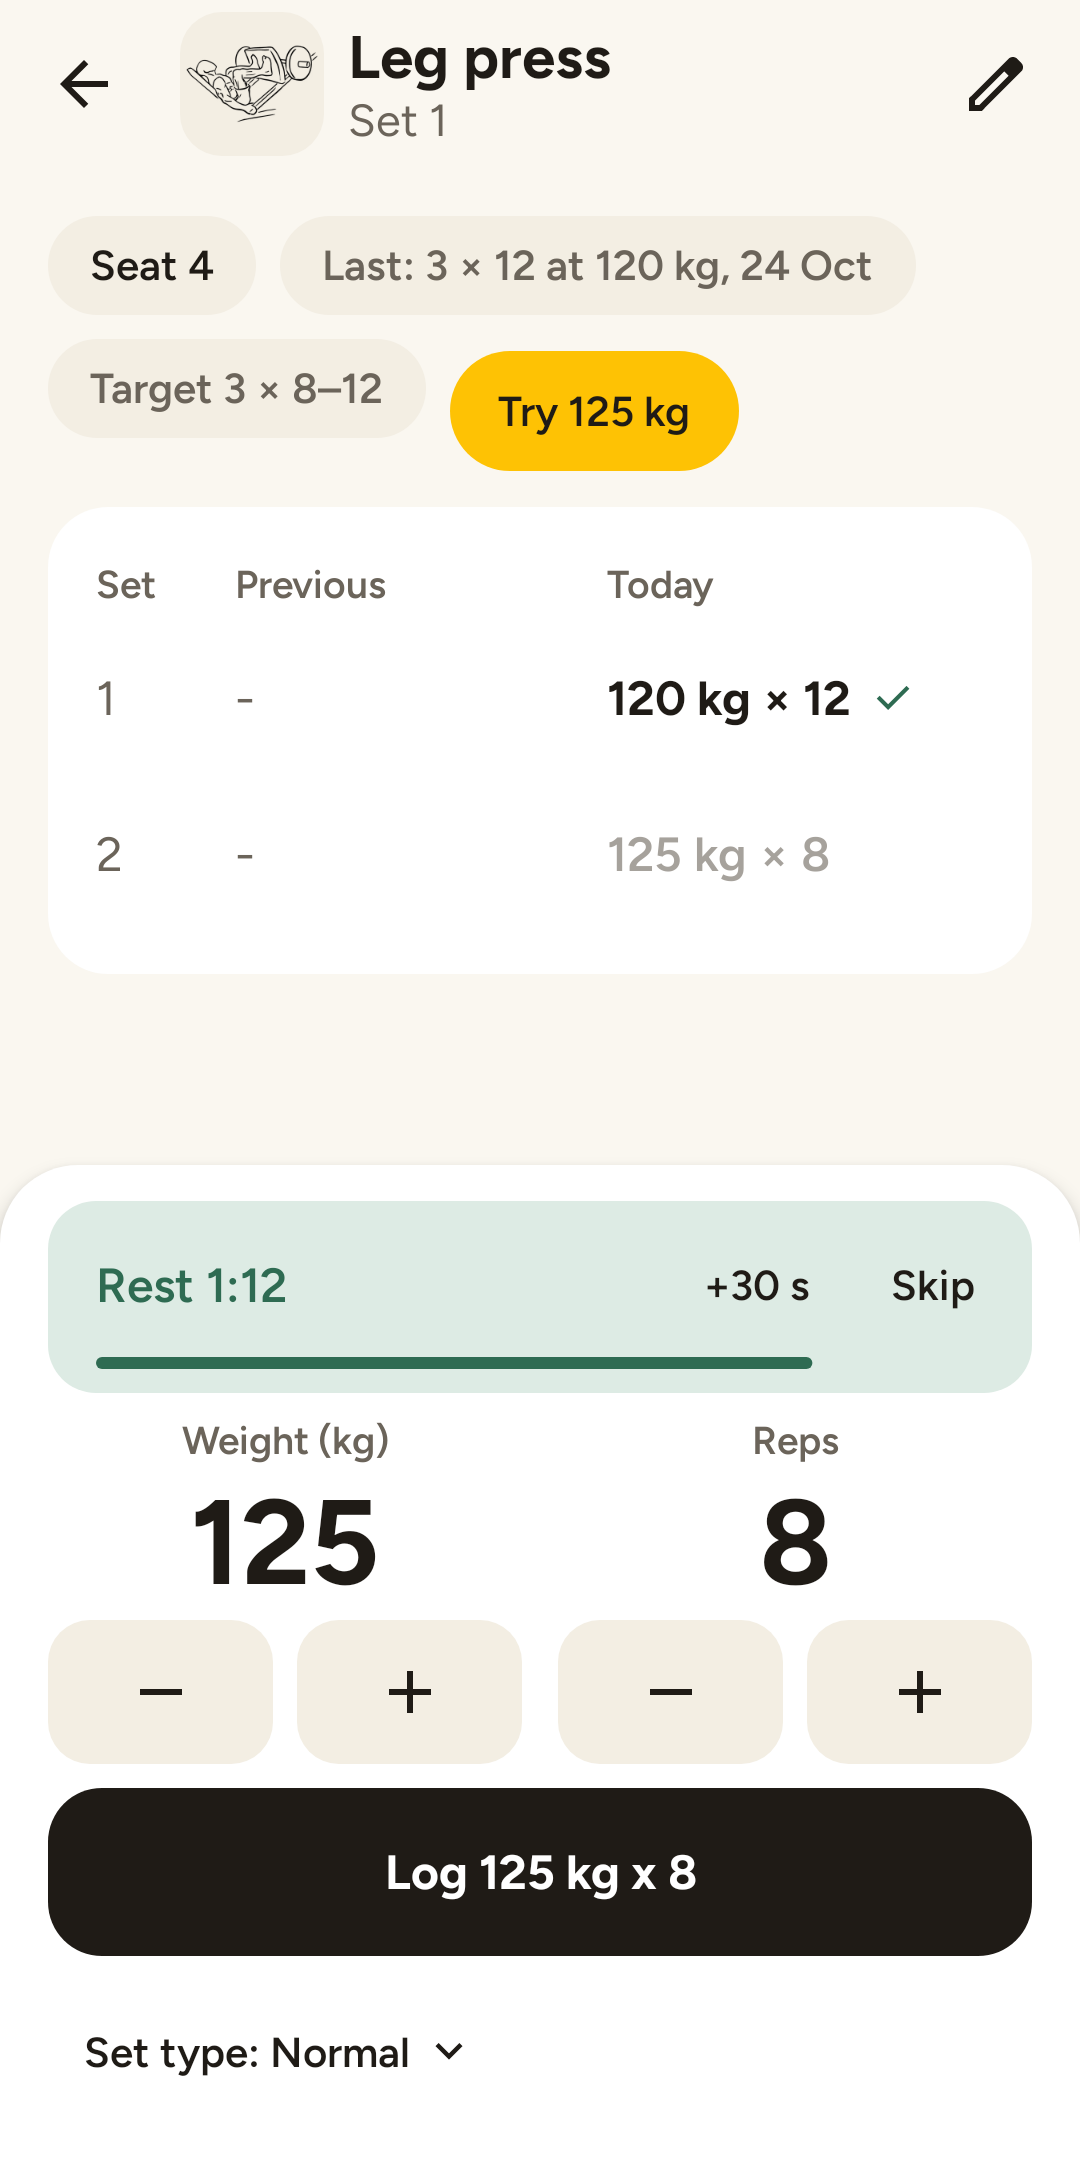 Leg press
Set 1
Seat 4
Last: 3 × 12 at 120 kg, 24 Oct
Target 3 × 8–12
Try 125 kg
Set Previous Today
1 - 120 kg × 12
2 - 125 kg × 8
Rest 1:12 +30 s Skip
Weight (kg) Reps
125 8
Log 125 kg x 8
Set type: Normal